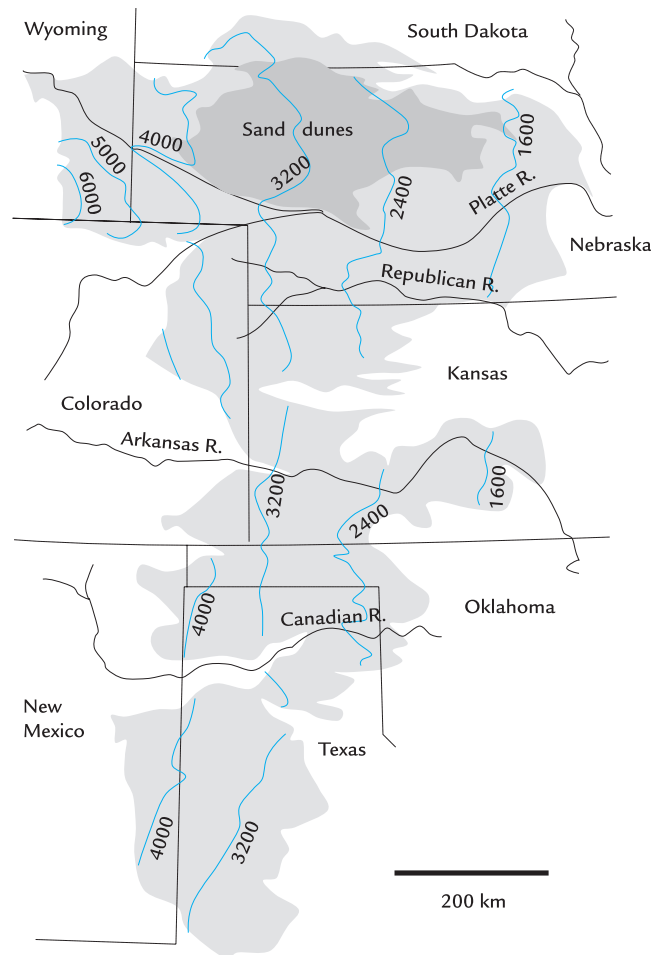 Wyoming
South Dakota
Sand dunes
4000
5000
6000
3200
2400
1600
Platte R.
Nebraska
Republican R.
Kansas
Colorado
Arkansas R.
3200
2400
1600
4000
Canadian R.
Oklahoma
New
Mexico
Texas
4000
3200
200 km